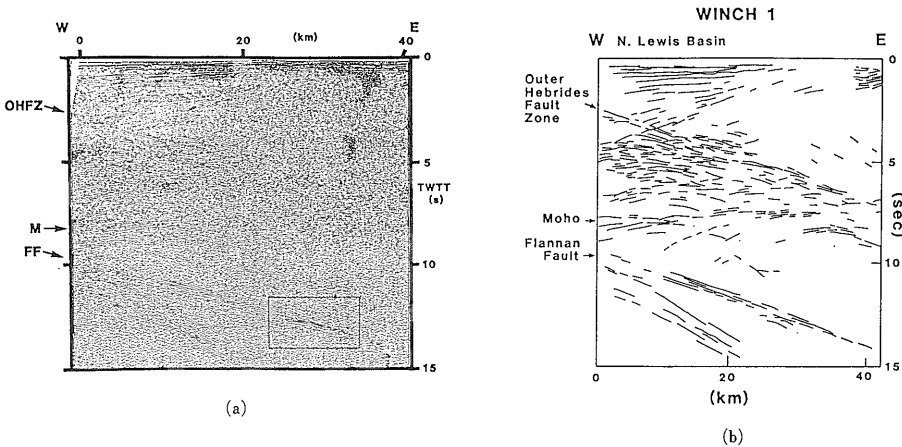 W
E
0
(km)
20
40
0
OHFZ
5
TWTT
(s)
M
FF
10
15
(a)
WINCH 1
W N. Lewis Basin E
0
Outer
Hebrides
Fault
Zone
5
(sec)
Moho
Flannan
Fault
10
15
0
20
40
(km)
(b)